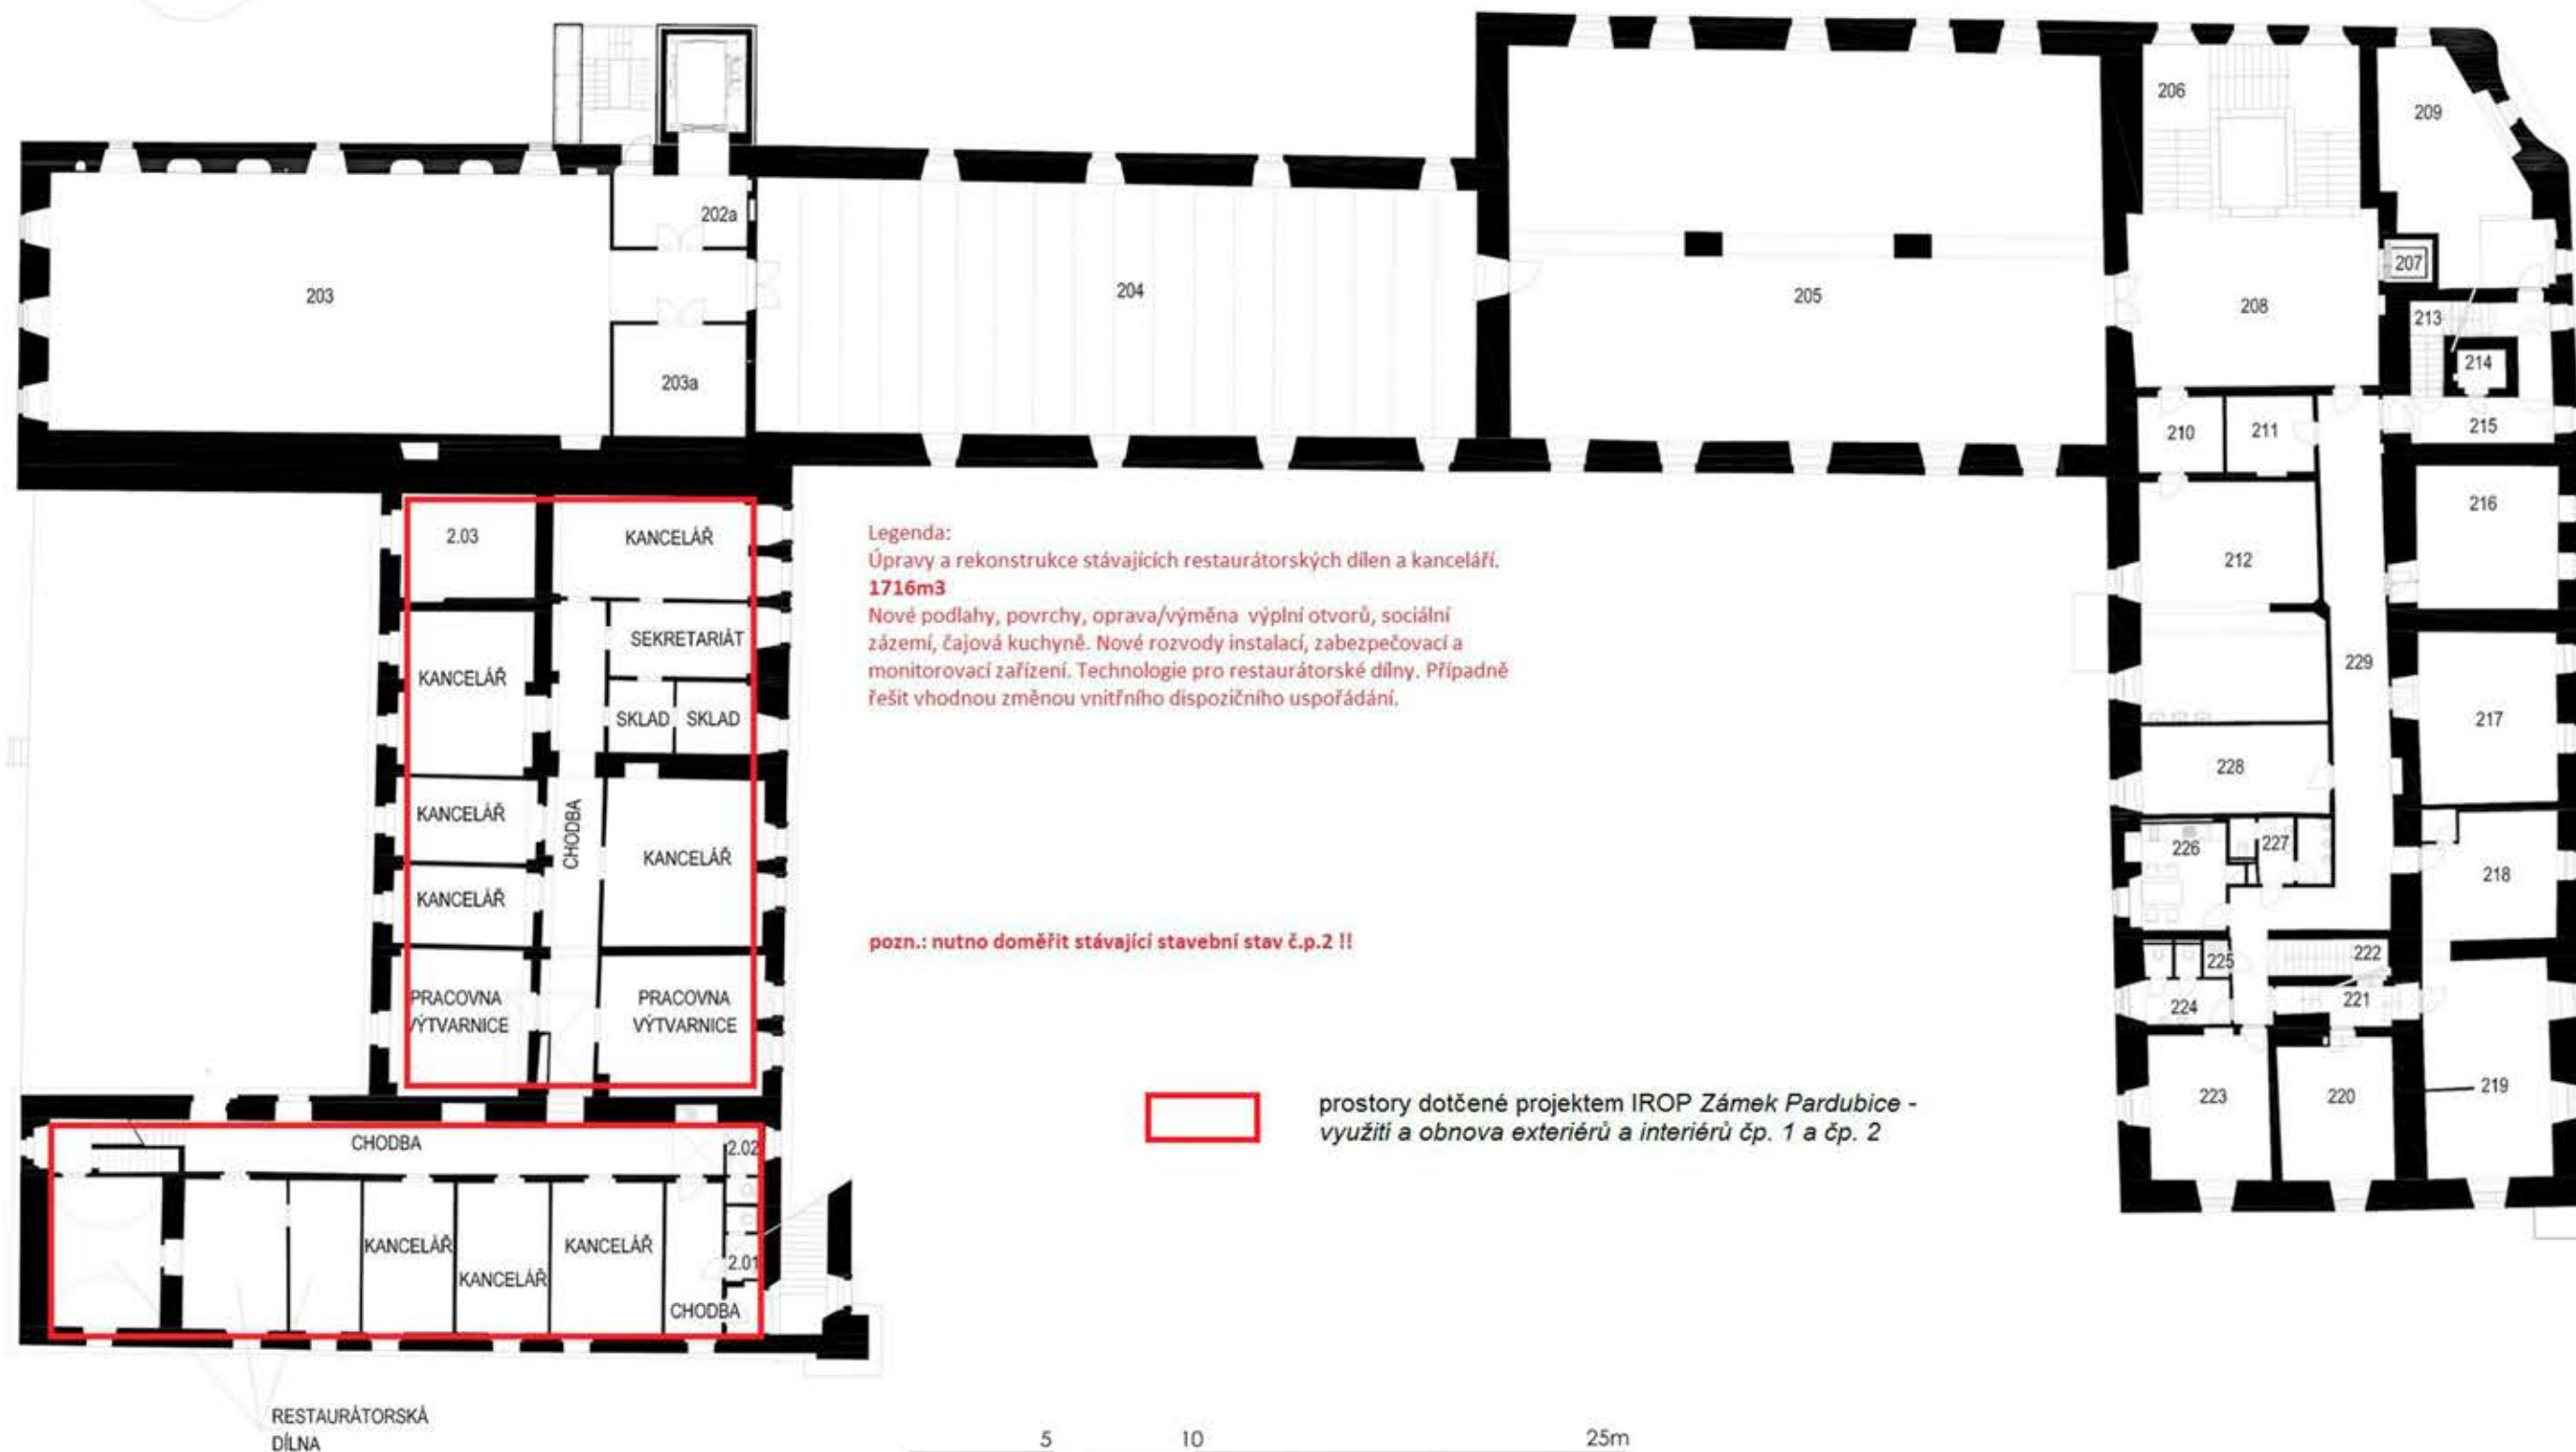 206
209
202a
207
203
204
205
208
213
214
203a
210
211
215
216
2.03
KANCELÁŘ
212
SEKRETARIÁT
KANCELÁŘ
229
SKLAD
SKLAD
217
228
KANCELÁŘ
CHODBA
KANCELÁŘ
226
227
218
KANCELÁŘ
222
225
221
224
PRACOVNA
VÝTVARNICE
PRACOVNA
VÝTVARNICE
223
220
219
Legenda:
Úpravy a rekonstrukce stávajících restaurátorských dílen a kanceláří.
1716m3
Nové podlahy, povrchy, oprava/výměna výplní otvorů, sociální
zázemí, čajová kuchyně. Nové rozvody instalací, zabezpečovací a
monitorovací zařízení. Technologie pro restaurátorské dílny. Případně
řešit vhodnou změnou vnitřního dispozičního uspořádání.
pozn.: nutno doměřit stávající stavební stav č.p.2 !!
prostory dotčené projektem IROP Zámek Pardubice -
využití a obnova exteriérů a interiérů čp. 1 a čp. 2
CHODBA
2.02
KANCELÁŘ
KANCELÁŘ
KANCELÁŘ
2.01
CHODBA
RESTAURÁTORSKÁ
DÍLNA
5 10 25m